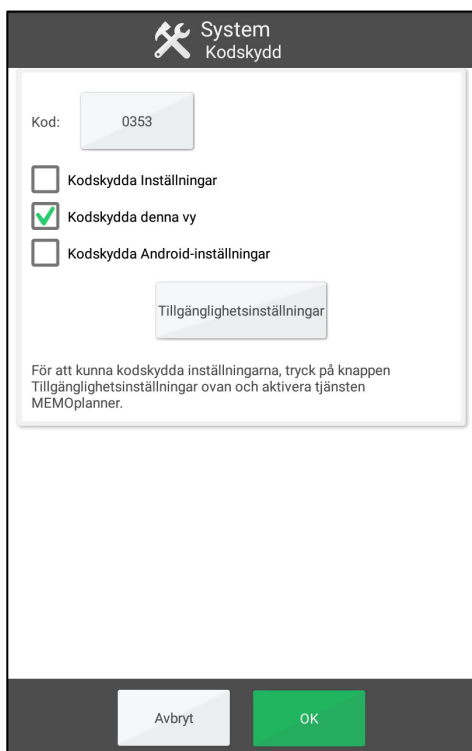 System
Kodskydd
Kod:
0353
Kodskydda Inställningar
Kodskydda denna vy
Kodskydda Android-inställningar
Tillgänglighetsinställningar
För att kunna kodskydda inställningarna, tryck på knappen
Tillgänglighetsinställningar ovan och aktivera tjänsten
MEMOplanner.
Avbryt
OK